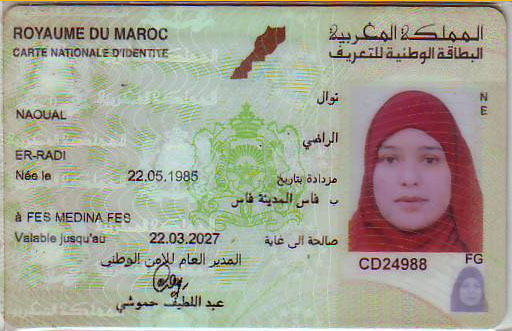 ROYAUME DU MAROC
المملكة المغربية
CARTE NATIONALE D'IDENTITE
البطاقة الوطنية للتعريف
نوال
NAOUAL
الراضي
ER-RADI
Née le 22.05.1985 مزدادة بتاريخ
ب فاس المدينة فاس
à FES MEDINA FES
Valable jusqu'au 22.03.2027 صالحة الى غاية
المدير العام للامن الوطني
عبد اللطيف حموشي
N
E
CD24988
FG